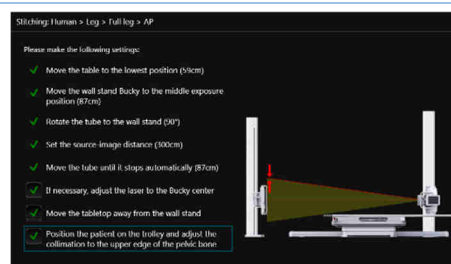 Stitching: Human > Leg > Full leg > AP
Please make the following settings:
Move the table to the lowest position (59cm)
Move the wall stand Bucky to the middle exposure
position (87cm)
Rotate the tube to the wall stand (90°)
Set the source-image distance (300cm)
Move the tube until it stops automatically (87cm)
If necessary, adjust the laser to the Bucky center
Move the tabletop away from the wall stand
Position the patient on the trolley and adjust the
collimation to the upper edge of the pelvic bone